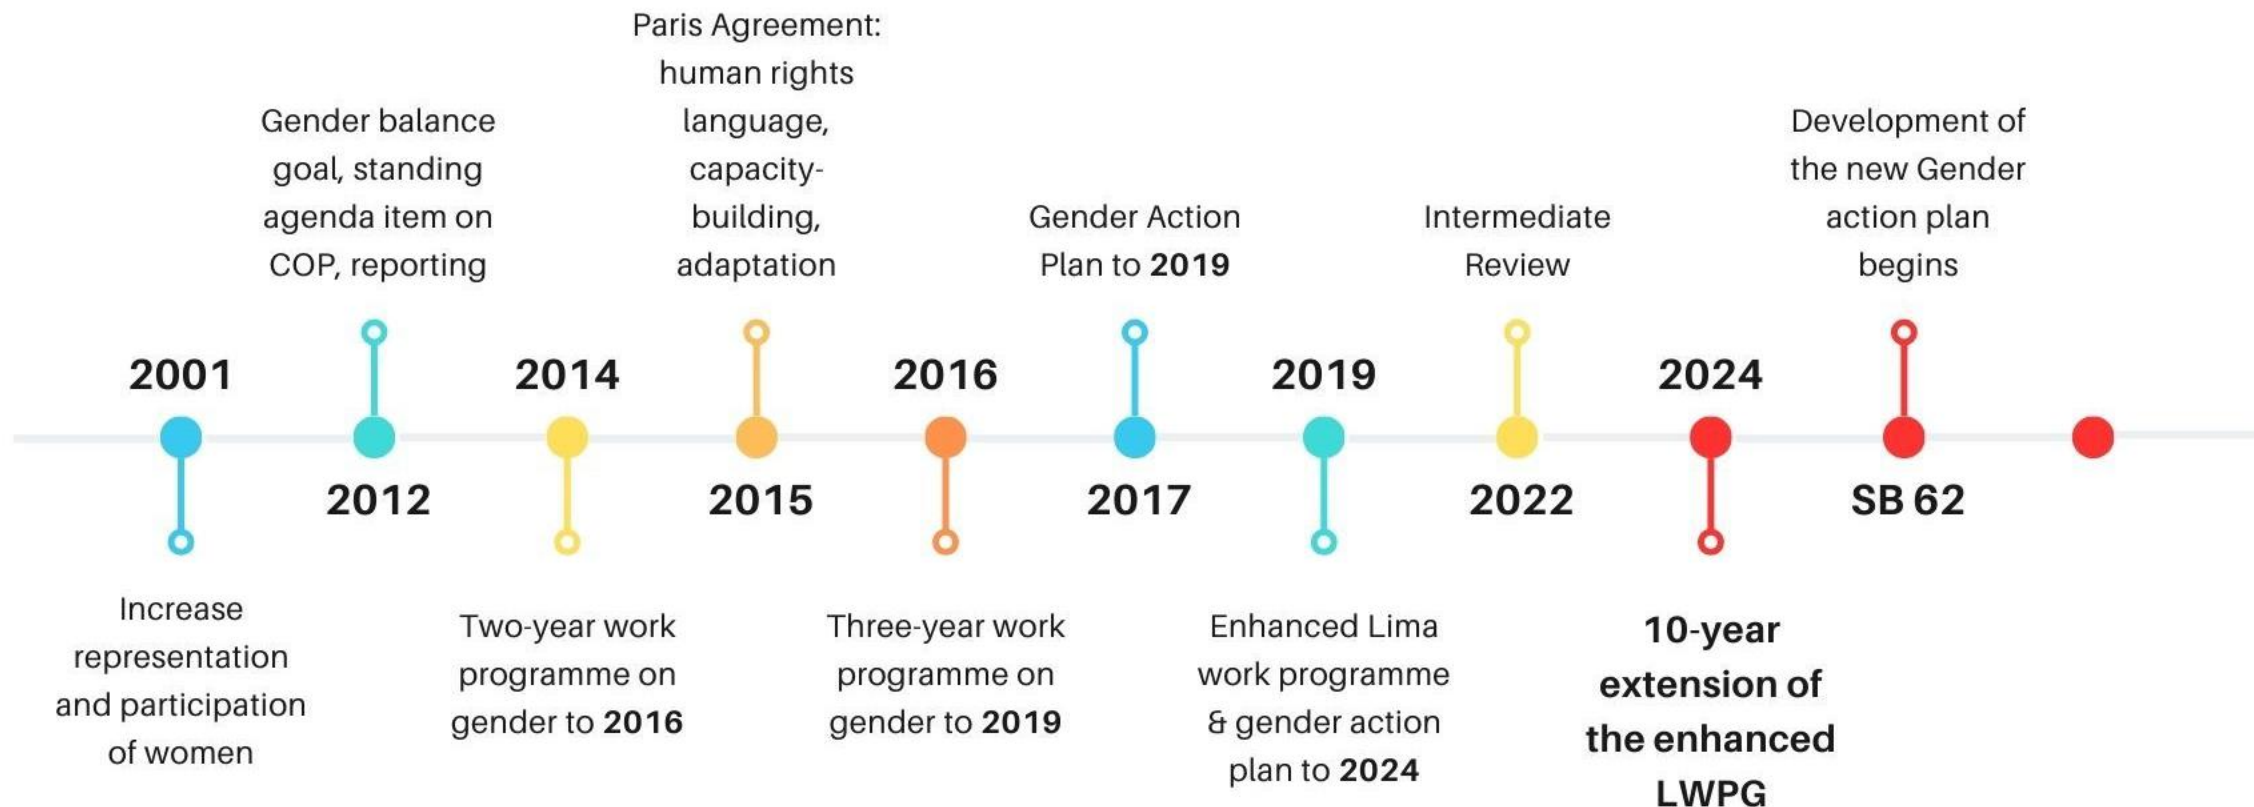 2001
Increase
representation
and participation
of women
Gender balance
goal, standing
agenda item on
COP, reporting
2012
2014
Two-year work
programme on
gender to 2016
Paris Agreement:
human rights
language,
capacity-
building,
adaptation
2015
2016
Three-year work
programme on
gender to 2019
Gender Action
Plan to 2019
2017
2019
Enhanced Lima
work programme
& gender action
plan to 2024
Intermediate
Review
2022
2024
10-year
extension of
the enhanced
LWPG
Development of
the new Gender
action plan
begins
SB 62